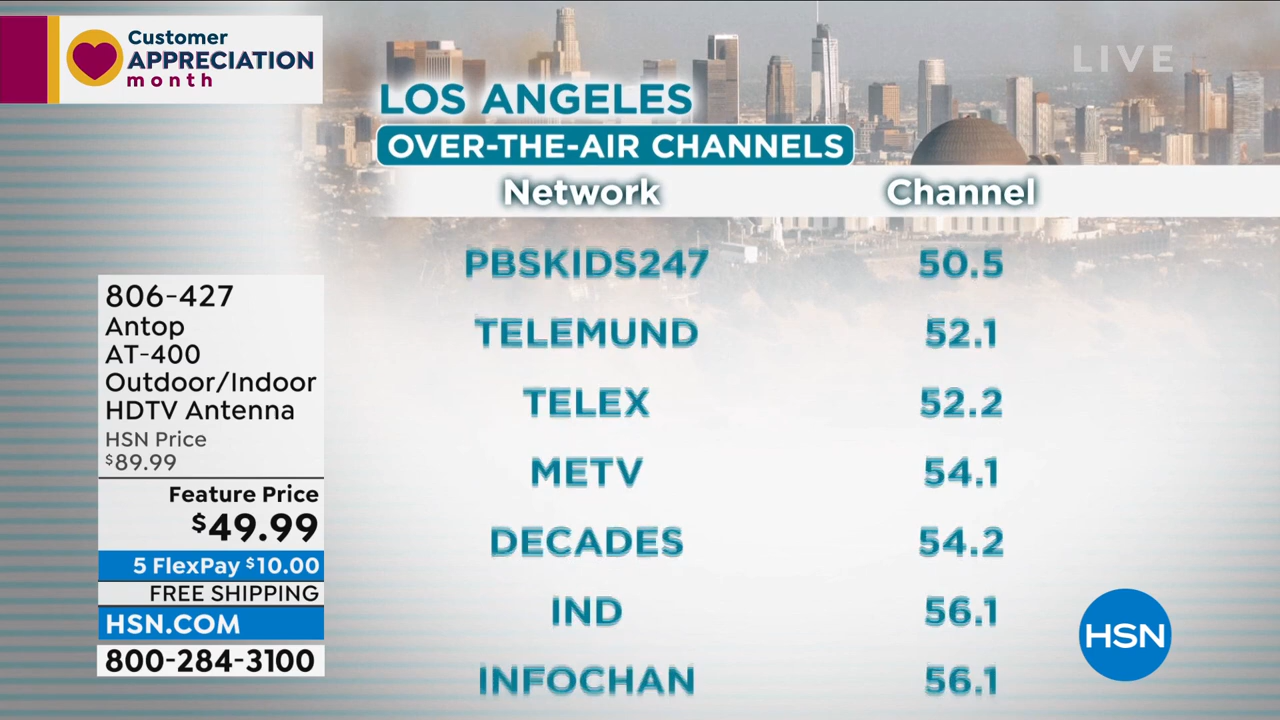 Customer
APPRECIATION
month
LIVE
LOS ANGELES
OVER-THE-AIR CHANNELS
Network Channel
PBSKIDS247 50.5
TELEMUND 52.1
TELEX 52.2
METV 54.1
DECADES 54.2
IND 56.1
INFOCHAN 56.1
806-427
Antop
AT-400
Outdoor/Indoor
HDTV Antenna
HSN Price
$89.99
Feature Price
$49.99
5 FlexPay $10.00
FREE SHIPPING
HSN.COM
800-284-3100
HSN